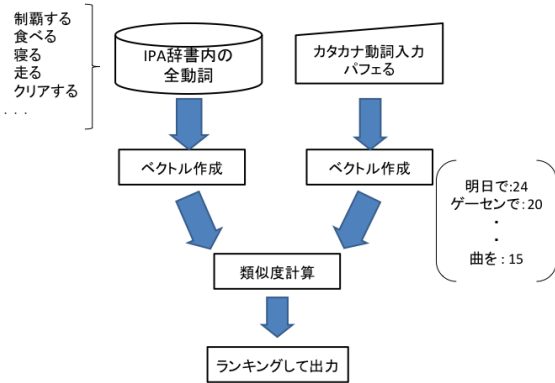 制覇する
食べる
寝る
走る
クリアする
. . .
IPA辞書内の
全動詞
カタカナ動詞入力
パフェる
ベクトル作成
ベクトル作成
明日で:24
ゲーセンで:20
・
・
曲を:15
類似度計算
ランキングして出力